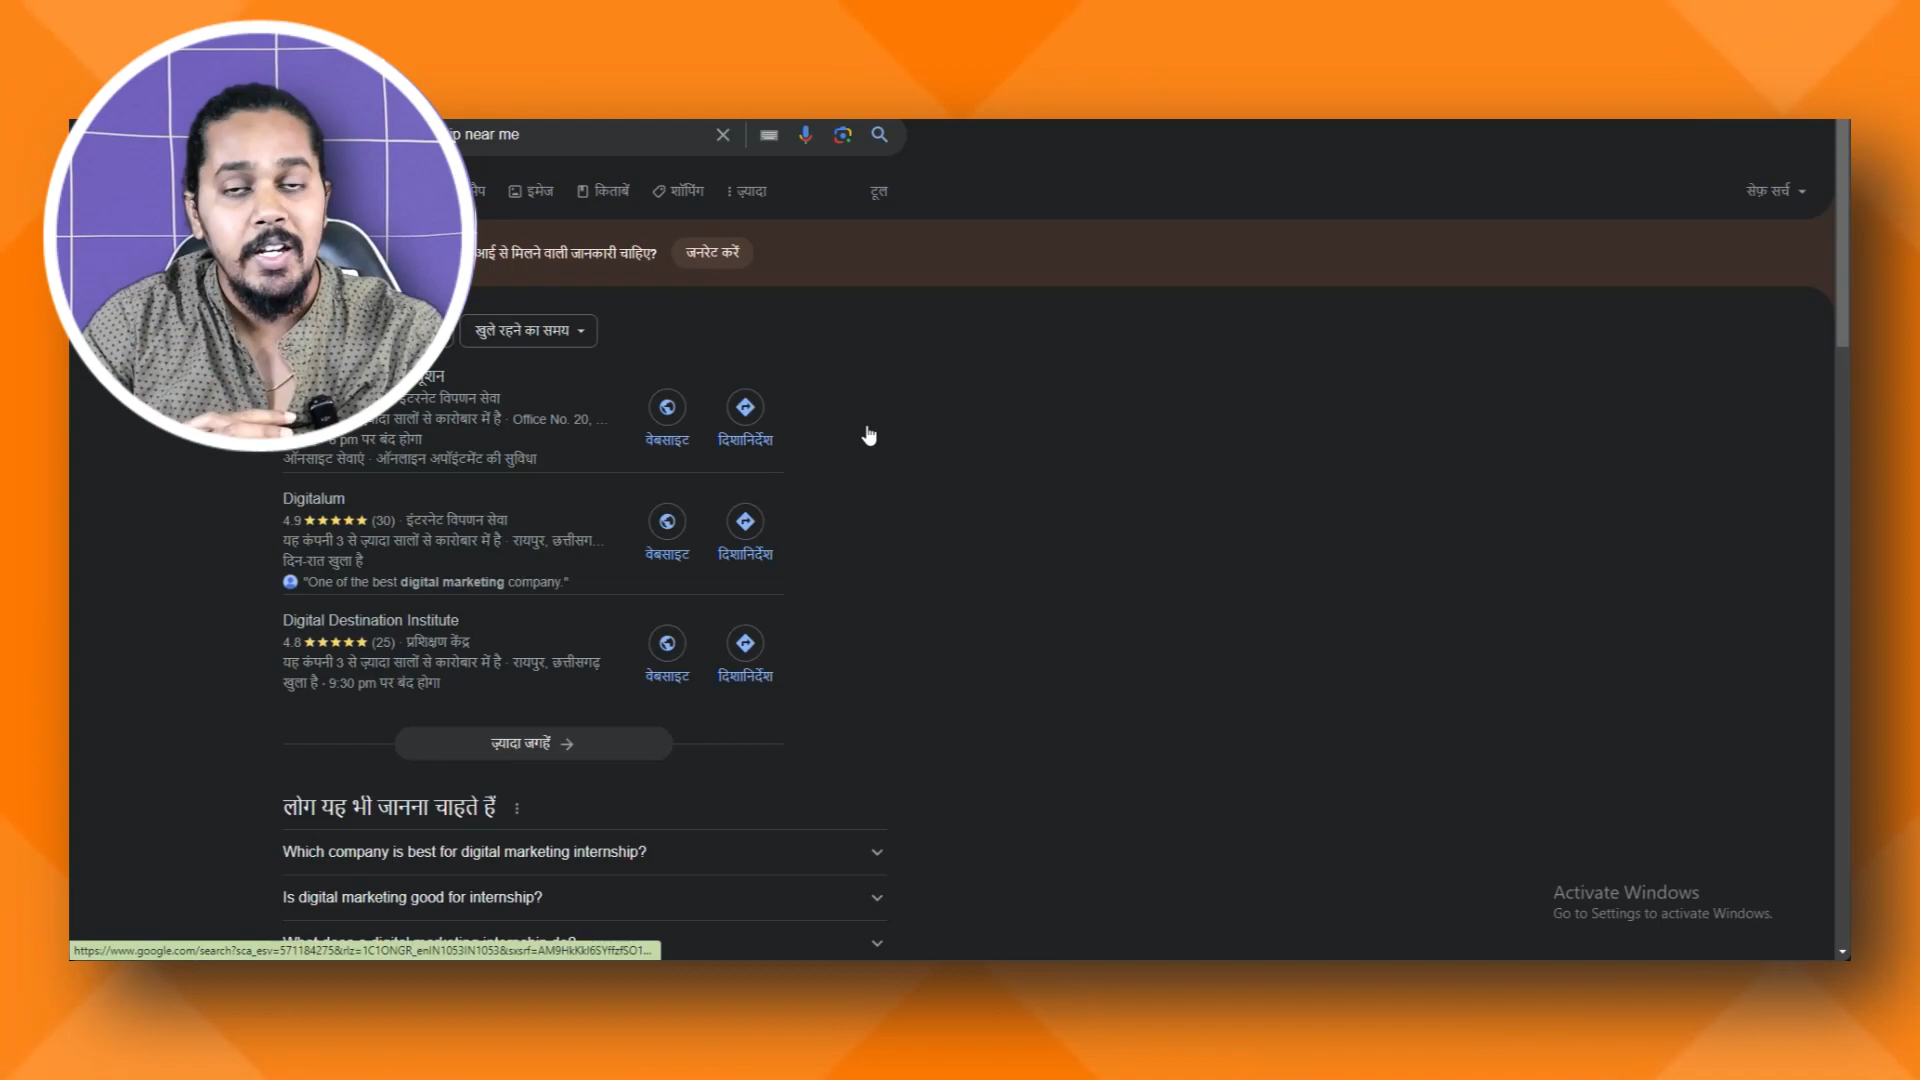 near me
इमेज किताबें शॉपिंग ज़्यादा टूल सेफ़ सर्च
आई से मिलने वाली जानकारी चाहिए? जनरेट करें
खुले रहने का समय
इंटरनेट विपणन सेवा
सालों से कारोबार में है · Office No. 20, ...
pm पर बंद होगा
ऑनसाइट सेवाएं · ऑनलाइन अपॉइंटमेंट की सुविधा
वेबसाइट दिशानिर्देश
Digitalum
4.9 ★★★★★ (30) · इंटरनेट विपणन सेवा
यह कंपनी 3 से ज़्यादा सालों से कारोबार में है · रायपुर, छत्तीसग...
दिन-रात खुला है
"One of the best digital marketing company."
वेबसाइट दिशानिर्देश
Digital Destination Institute
4.8 ★★★★★ (25) · प्रशिक्षण केंद्र
यह कंपनी 3 से ज़्यादा सालों से कारोबार में है · रायपुर, छत्तीसगढ़
खुला है · 9:30 pm पर बंद होगा
वेबसाइट दिशानिर्देश
ज़्यादा जगहें →
लोग यह भी जानना चाहते हैं
Which company is best for digital marketing internship?
Is digital marketing good for internship?
Activate Windows
Go to Settings to activate Windows.